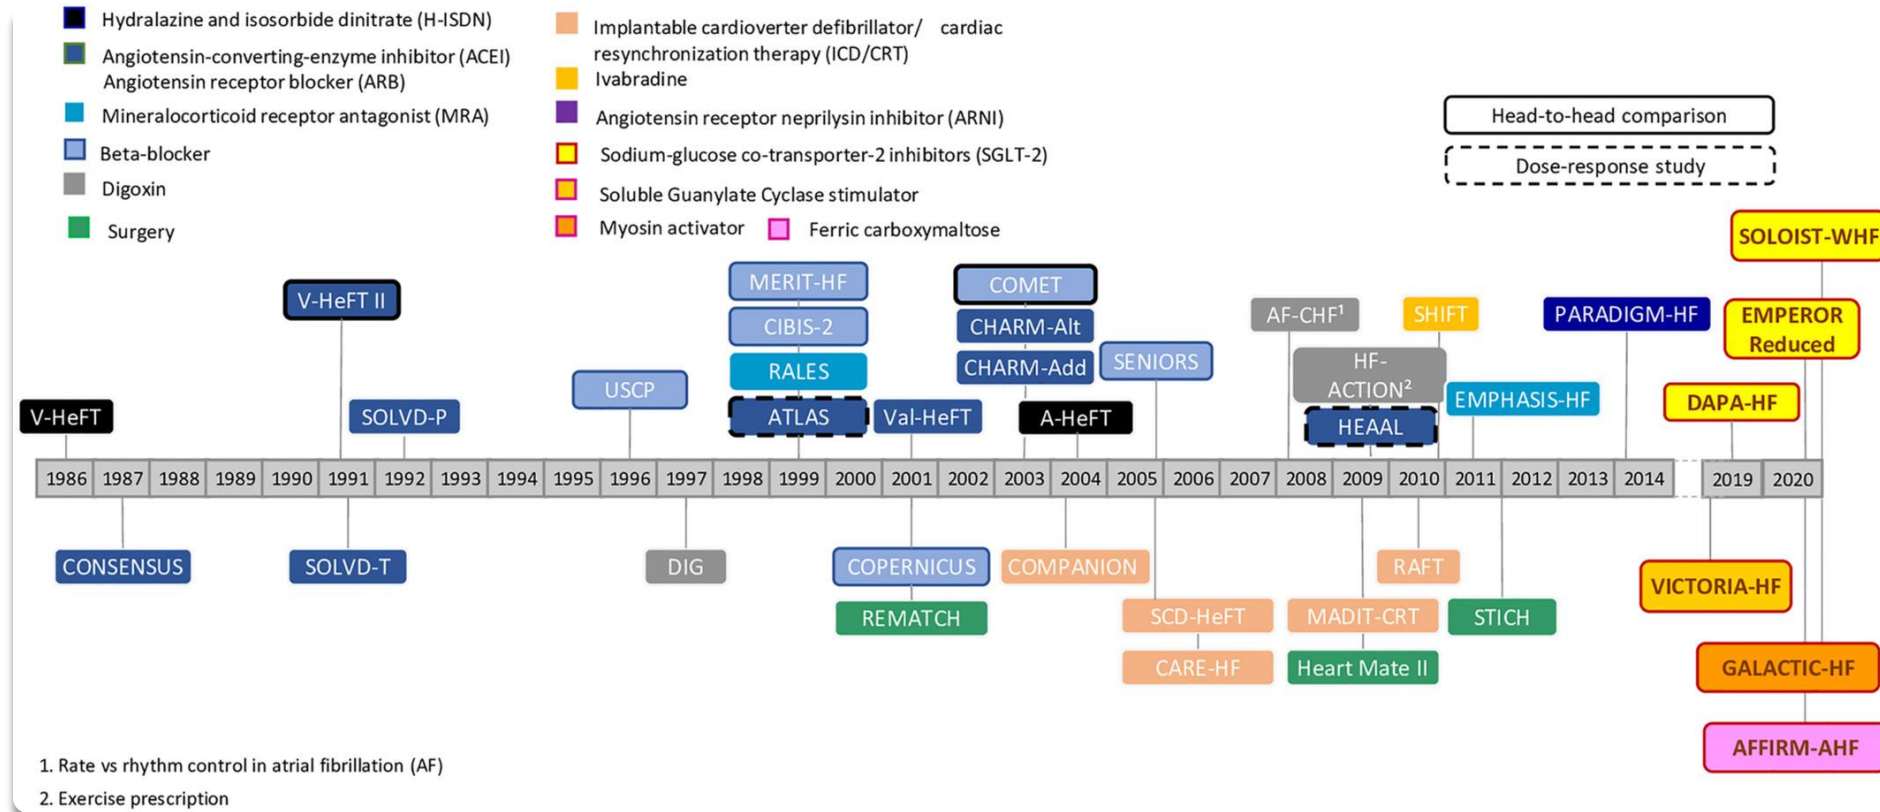 Hydralazine and isosorbide dinitrate (H-ISDN)
Angiotensin-converting-enzyme inhibitor (ACEI)
Angiotensin receptor blocker (ARB)
Mineralocorticoid receptor antagonist (MRA)
Beta-blocker
Digoxin
Surgery
Implantable cardioverter defibrillator/ cardiac
resynchronization therapy (ICD/CRT)
Ivabradine
Angiotensin receptor neprilysin inhibitor (ARNI)
Sodium-glucose co-transporter-2 inhibitors (SGLT-2)
Soluble Guanylate Cyclase stimulator
Myosin activator
Ferric carboxymaltose
Head-to-head comparison
Dose-response study
SOLOIST-WHF
V-HeFT II
MERIT-HF
COMET
AF-CHF¹
SHIFT
PARADIGM-HF
EMPEROR
Reduced
CIBIS-2
CHARM-Alt
RALES
CHARM-Add
SENIORS
HF-
ACTION²
USCP
EMPHASIS-HF
DAPA-HF
V-HeFT
SOLVD-P
ATLAS
Val-HeFT
A-HeFT
HEAAL
1986 1987 1988 1989 1990 1991 1992 1993 1994 1995 1996 1997 1998 1999 2000 2001 2002 2003 2004 2005 2006 2007 2008 2009 2010 2011 2012 2013 2014 2019 2020
CONSENSUS
SOLVD-T
DIG
COPERNICUS
COMPANION
RAFT
VICTORIA-HF
REMATCH
SCD-HeFT
MADIT-CRT
STICH
CARE-HF
Heart Mate II
GALACTIC-HF
AFFIRM-AHF
1. Rate vs rhythm control in atrial fibrillation (AF)
2. Exercise prescription